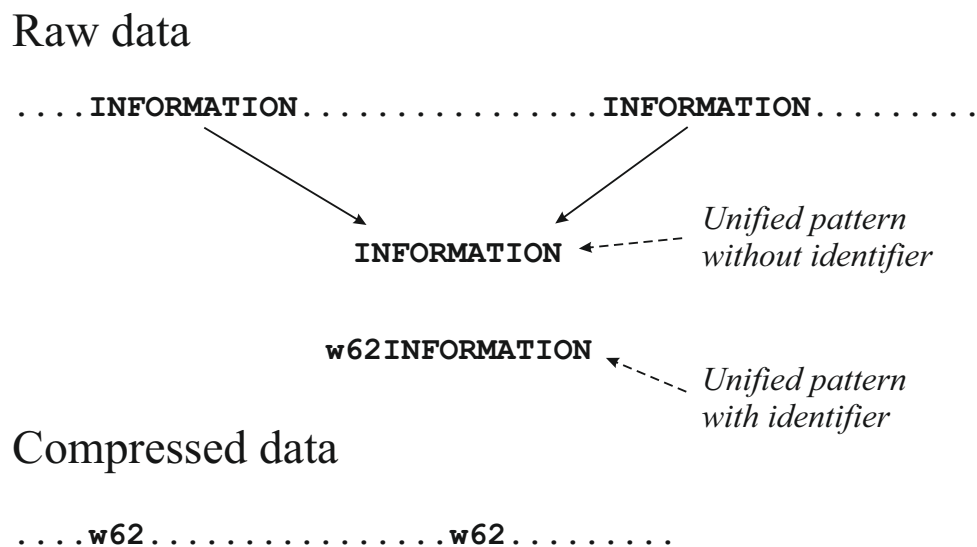 Raw data
....INFORMATION................INFORMATION.........
INFORMATION
Unified pattern
without identifier
w62INFORMATION
Unified pattern
with identifier
Compressed data
....w62................w62.........